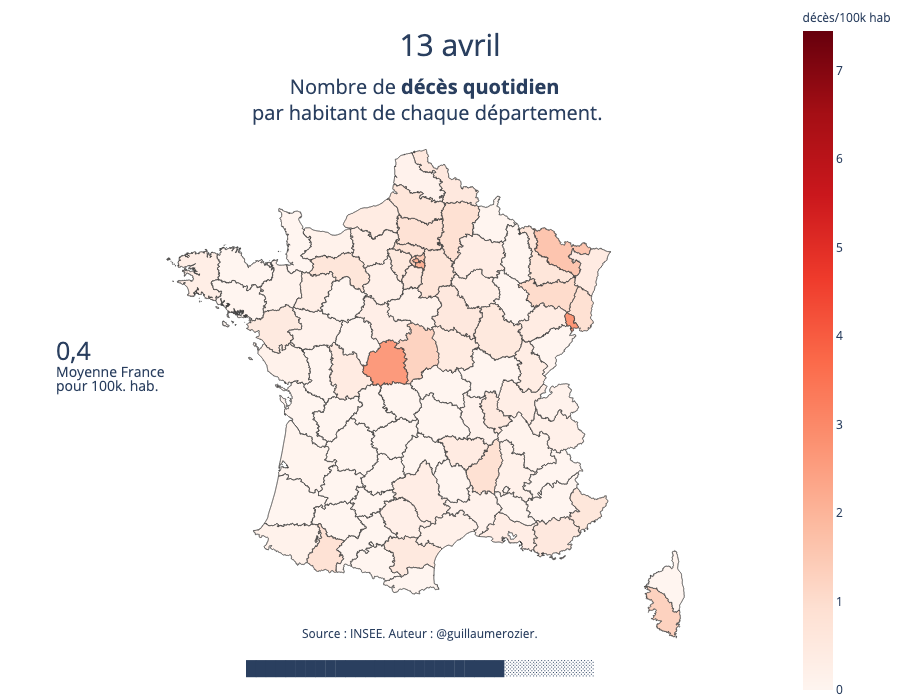 décès/100k hab
13 avril
Nombre de décès quotidien
par habitant de chaque département.
7
6
5
4
3
2
1
0
0,4
Moyenne France
pour 100k. hab.
Source : INSEE. Auteur : @guillaumerozier.